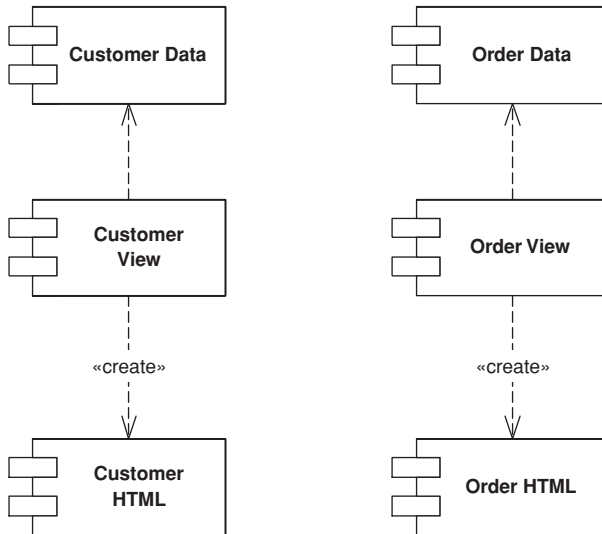 Customer Data
Order Data
Customer
View
Order View
«create»
«create»
Customer
HTML
Order HTML